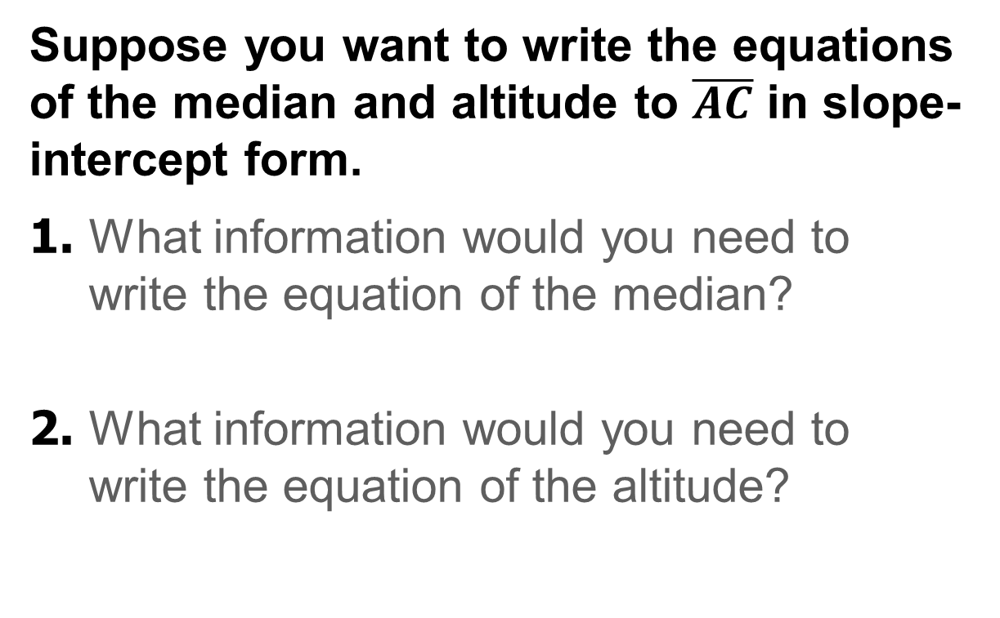 Suppose you want to write the equations
of the median and altitude to A̅C̅ in slope-
intercept form.
1. What information would you need to
write the equation of the median?
2. What information would you need to
write the equation of the altitude?